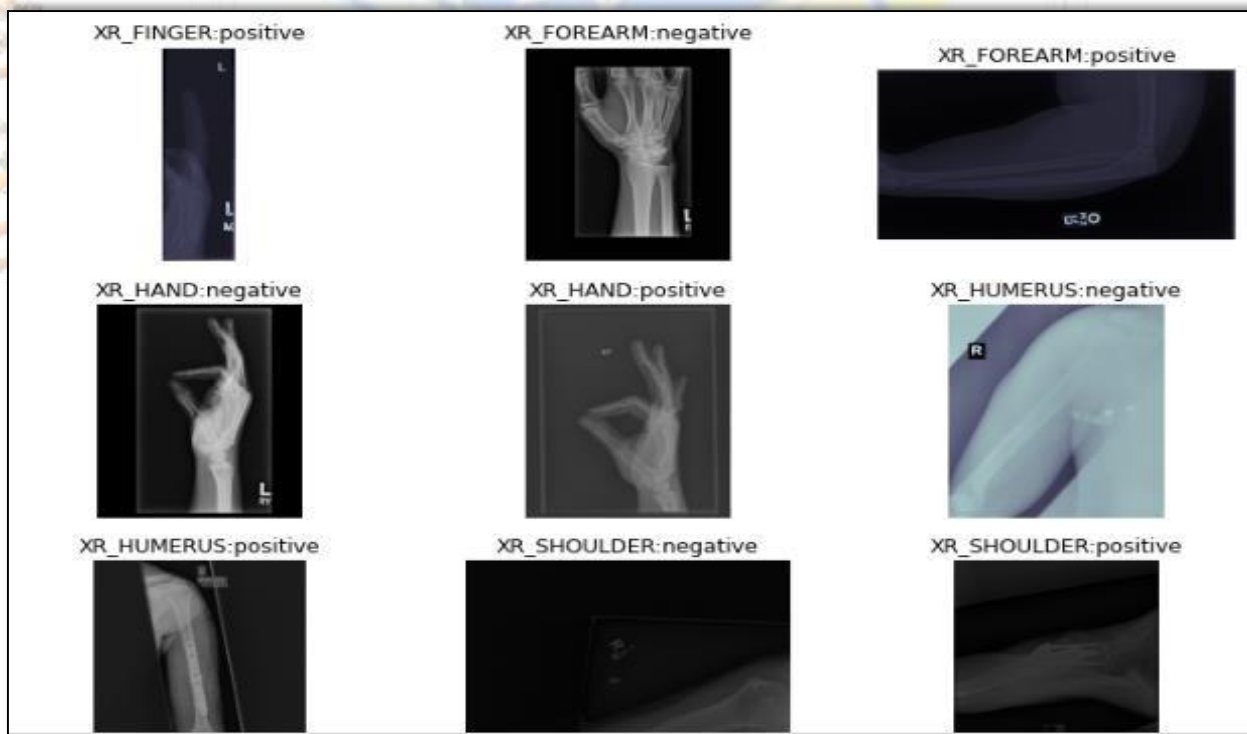 XR_FINGER:positive
XR_FOREARM:negative
XR_FOREARM:positive
L
L
L
XR_HAND:negative
XR_HAND:positive
XR_HUMERUS:negative
R
L
XR_HUMERUS:positive
XR_SHOULDER:negative
XR_SHOULDER:positive